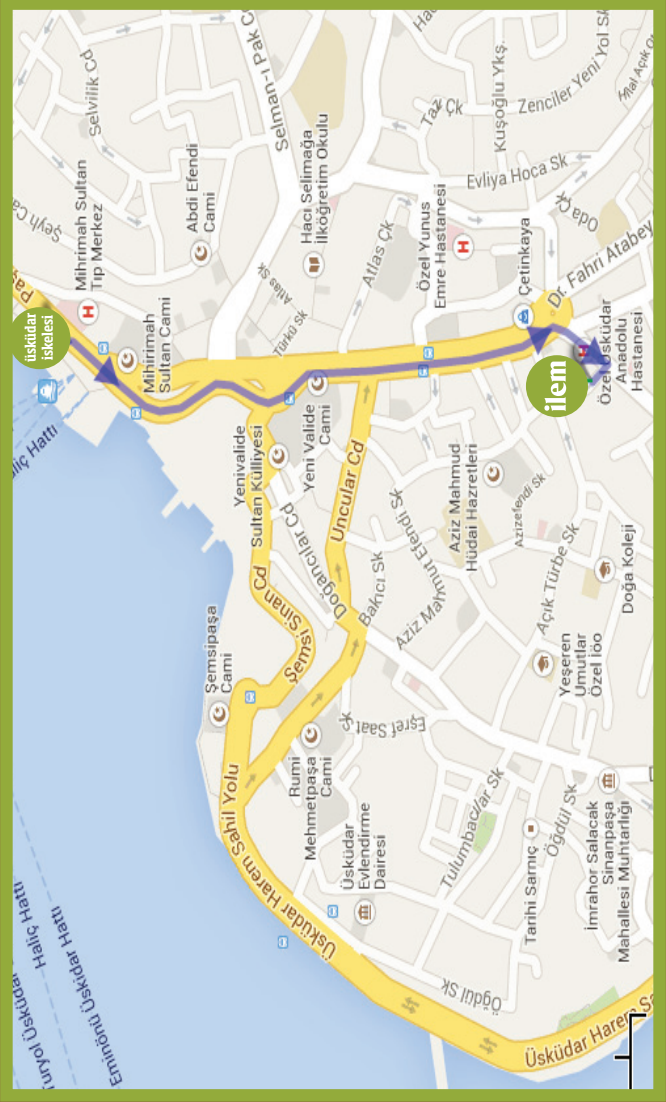 üsküdar
iskelesi
ilem
Selvilik Cd
Selman-ı Pak C
Mihrimah Sultan
Tıp Merkez
Abdi Efendi
Cami
Hacı Selimağa
İlköğretim Okulu
Taz Çk
Kuşoğlu Ykş.
Zenciler Yeni Yol Sk
Evliya Hoca Sk
Oda Çk
Atlas Çk
Atlas Sk
Türkü Sk
Özel Yunus
Emre Hastanesi
Çetinkaya
Dr. Fahri Atabey
Özel Üsküdar
Anadolu
Hastanesi
Mihirimah
Sultan Cami
Yenivalide
Sultan Külliyesi
Yeni Valide
Cami
Uncular Cd
Doğancılar Cd
Bakıcı Sk
Aziz Mahmut Efendi Sk
Aziz Mahmud
Hüdai Hazretleri
Azizefendi Sk
Açık Türbe Sk
Doğa Koleji
Yeşeren
Umutlar
Özel İöo
Şemsipaşa
Cami
Şemsi Sinan Cd
Rumi
Mehmetpaşa
Cami
Eşref Saat Sk
Üsküdar
Evlendirme
Dairesi
Üsküdar Harem Sahil Yolu
Tulumbacılar Sk
Tarihi Sarnıç
Öğdül Sk
İmrahor Salacak
Sinanpaşa
Mahallesi Muhtarlığı
Öğdül Sk
Üsküdar Harem Sa
Haliç Hattı
Eminönü Üsküdar Hattı